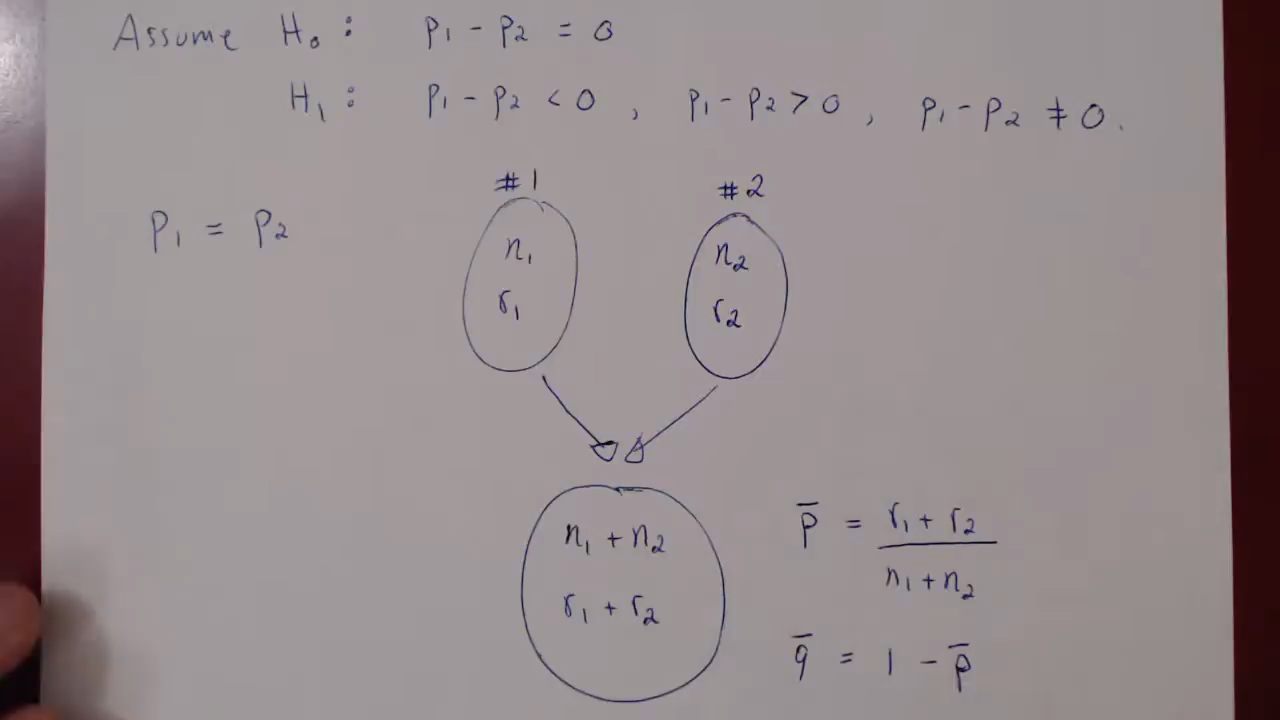 Assume H₀ : p₁ - p₂ = 0
H₁ : p₁ - p₂ < 0 , p₁ - p₂ > 0 , p₁ - p₂ ≠ 0 .
#1 #2
p₁ = p₂
n₁ n₂
r₁ r₂
n₁ + n₂
r₁ + r₂
p̄ = r₁ + r₂ / n₁ + n₂
q̄ = 1 - p̄